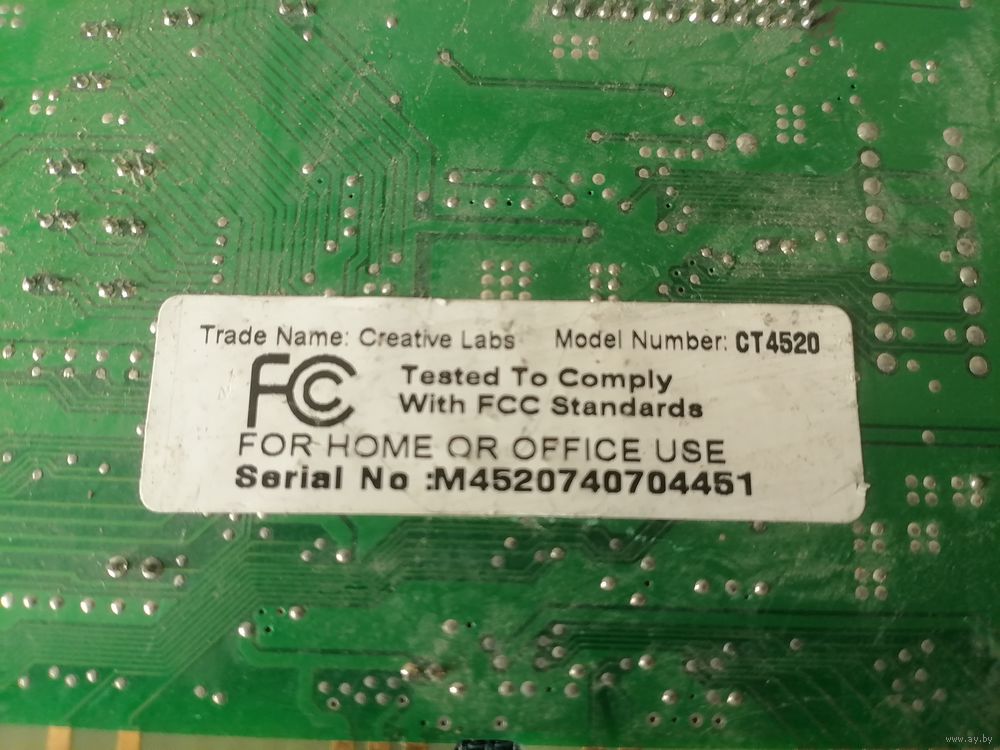 Trade Name: Creative Labs Model Number: CT4520
FC Tested To Comply
With FCC Standards
FOR HOME OR OFFICE USE
Serial No :M4520740704451
www.ay.by